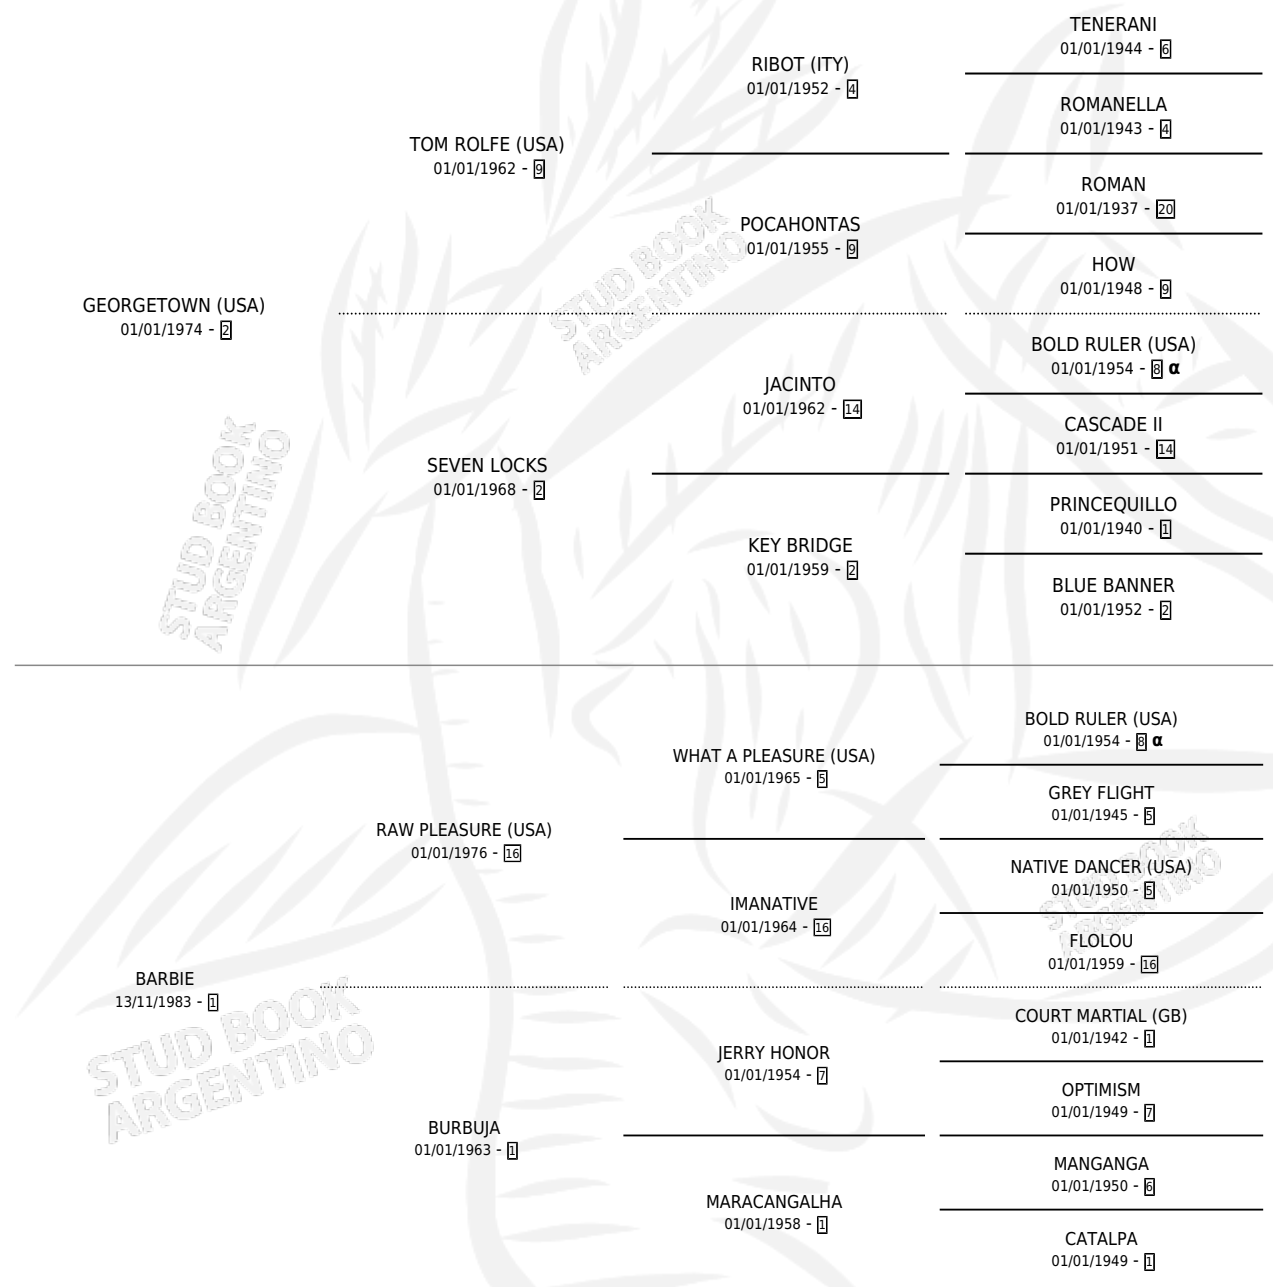 TENERANI
01/01/1944 - 6
RIBOT (ITY)
01/01/1952 - 4
ROMANELLA
01/01/1943 - 4
TOM ROLFE (USA)
01/01/1962 - 9
ROMAN
01/01/1937 - 20
POCAHONTAS
01/01/1955 - 9
HOW
01/01/1948 - 9
STUD BOOK
ARGENTINO
GEORGETOWN (USA)
01/01/1974 - 2
BOLD RULER (USA)
01/01/1954 - 8 α
JACINTO
01/01/1962 - 14
CASCADE II
01/01/1951 - 14
SEVEN LOCKS
01/01/1968 - 2
PRINCEQUILLO
01/01/1940 - 1
KEY BRIDGE
01/01/1959 - 2
BLUE BANNER
01/01/1952 - 2
STUD BOOK
ARGENTINO
BOLD RULER (USA)
01/01/1954 - 8 α
WHAT A PLEASURE (USA)
01/01/1965 - 5
GREY FLIGHT
01/01/1945 - 5
RAW PLEASURE (USA)
01/01/1976 - 16
NATIVE DANCER (USA)
01/01/1950 - 5
IMANATIVE
01/01/1964 - 16
FLOLOU
01/01/1959 - 16
STUD BOOK
ARGENTINO
BARBIE
13/11/1983 - 1
COURT MARTIAL (GB)
01/01/1942 - 1
JERRY HONOR
01/01/1954 - 7
OPTIMISM
01/01/1949 - 7
STUD BOOK
ARGENTINO
BURBUJA
01/01/1963 - 1
MANGANGA
01/01/1950 - 6
MARACANGALHA
01/01/1958 - 1
CATALPA
01/01/1949 - 1